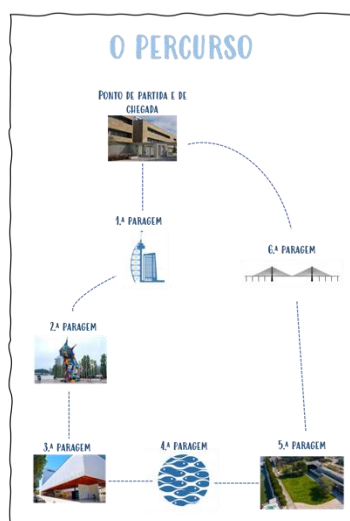 O PERCURSO
PONTO DE PARTIDA E DE
CHEGADA
1.ª PARAGEM
6.ª PARAGEM
2.ª PARAGEM
3.ª PARAGEM
4.ª PARAGEM
5.ª PARAGEM